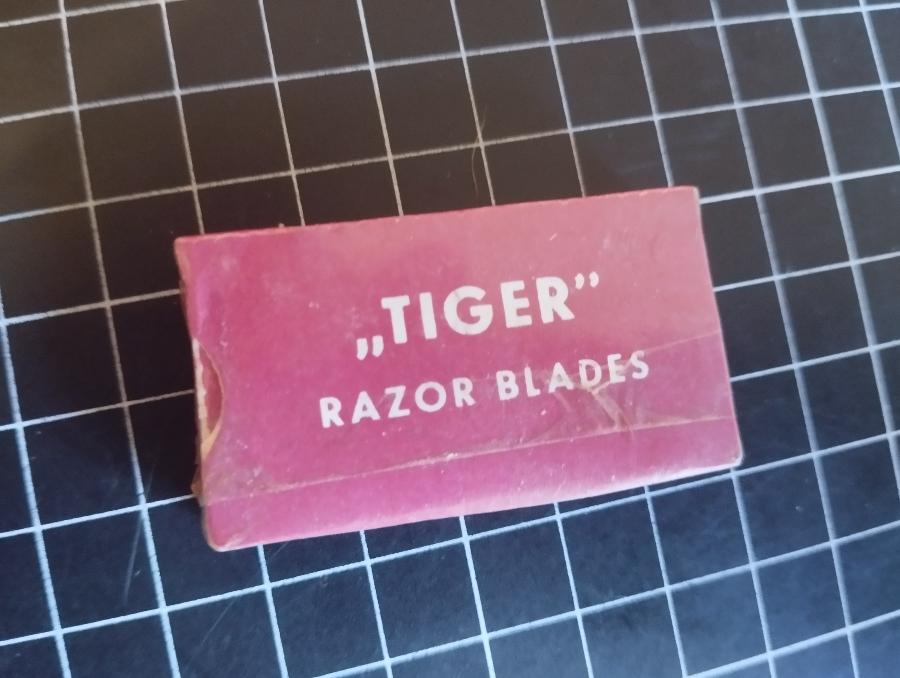 „TIGER”
RAZOR BLADES